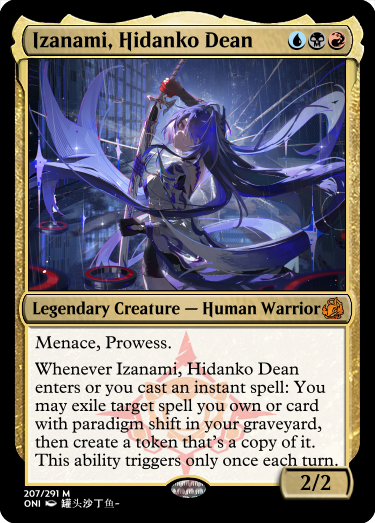 Izanami, Hidanko Dean
Legendary Creature — Human Warrior
Menace, Prowess.
Whenever Izanami, Hidanko Dean
enters or you cast an instant spell: You
may exile target spell you own or card
with paradigm shift in your graveyard,
then create a token that's a copy of it.
This ability triggers only once each turn.
2/2
207/291 M
ONI 罐头沙丁鱼-